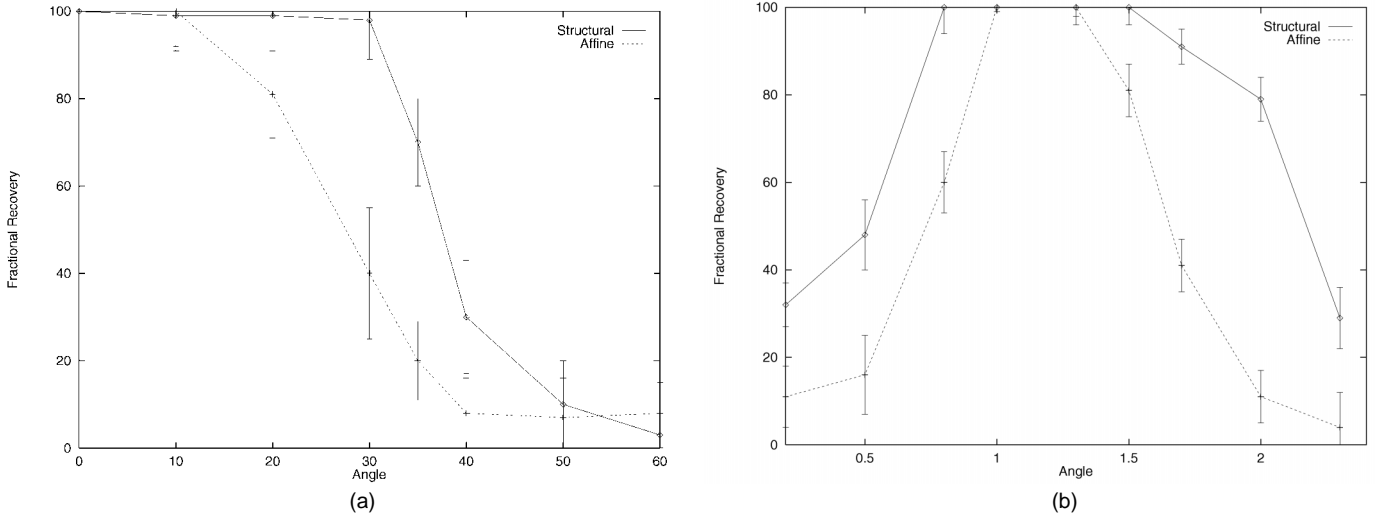 100
80
60
40
20
0
Fractional Recovery
Structural
Affine
0 10 20 30 40 50 60
Angle
(a)
100
80
60
40
20
0
Fractional Recovery
Structural
Affine
0.5 1 1.5 2
Angle
(b)